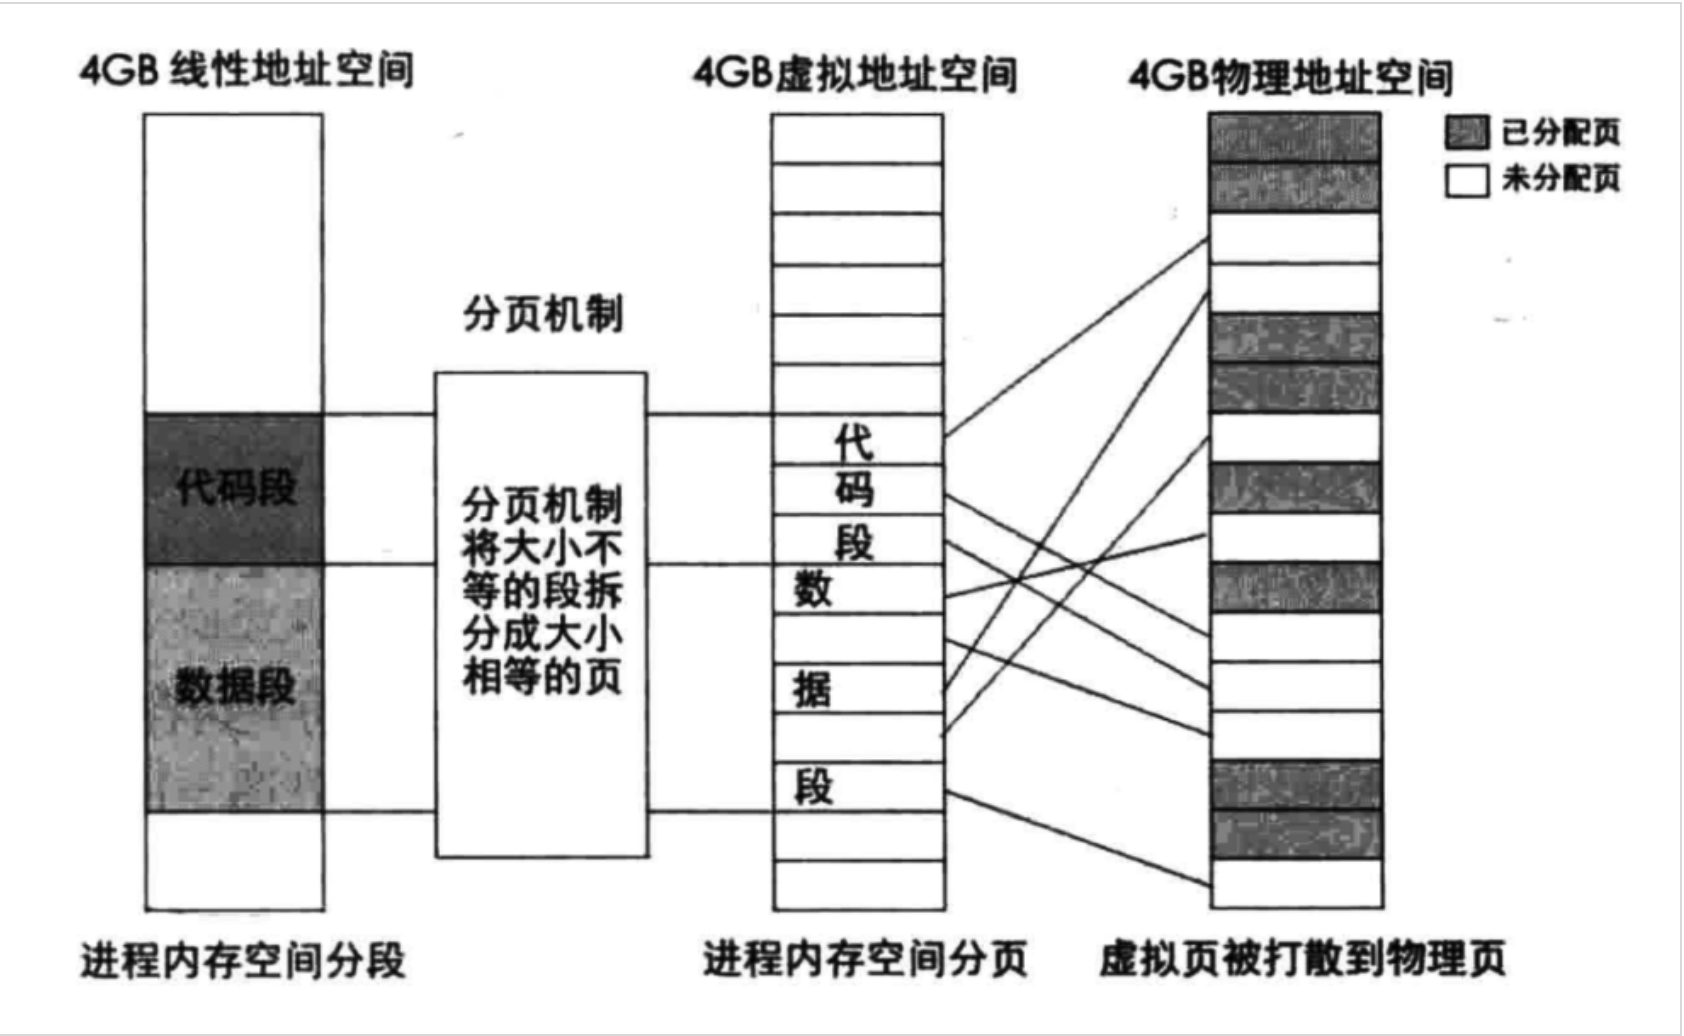 4GB 线性地址空间
4GB虚拟地址空间
4GB物理地址空间
已分配页
未分配页
分页机制
代码段
数据段
分页机制
将大小不
等的段拆
分成大小
相等的页
代
码
段
数
据
段
进程内存空间分段
进程内存空间分页
虚拟页被打散到物理页